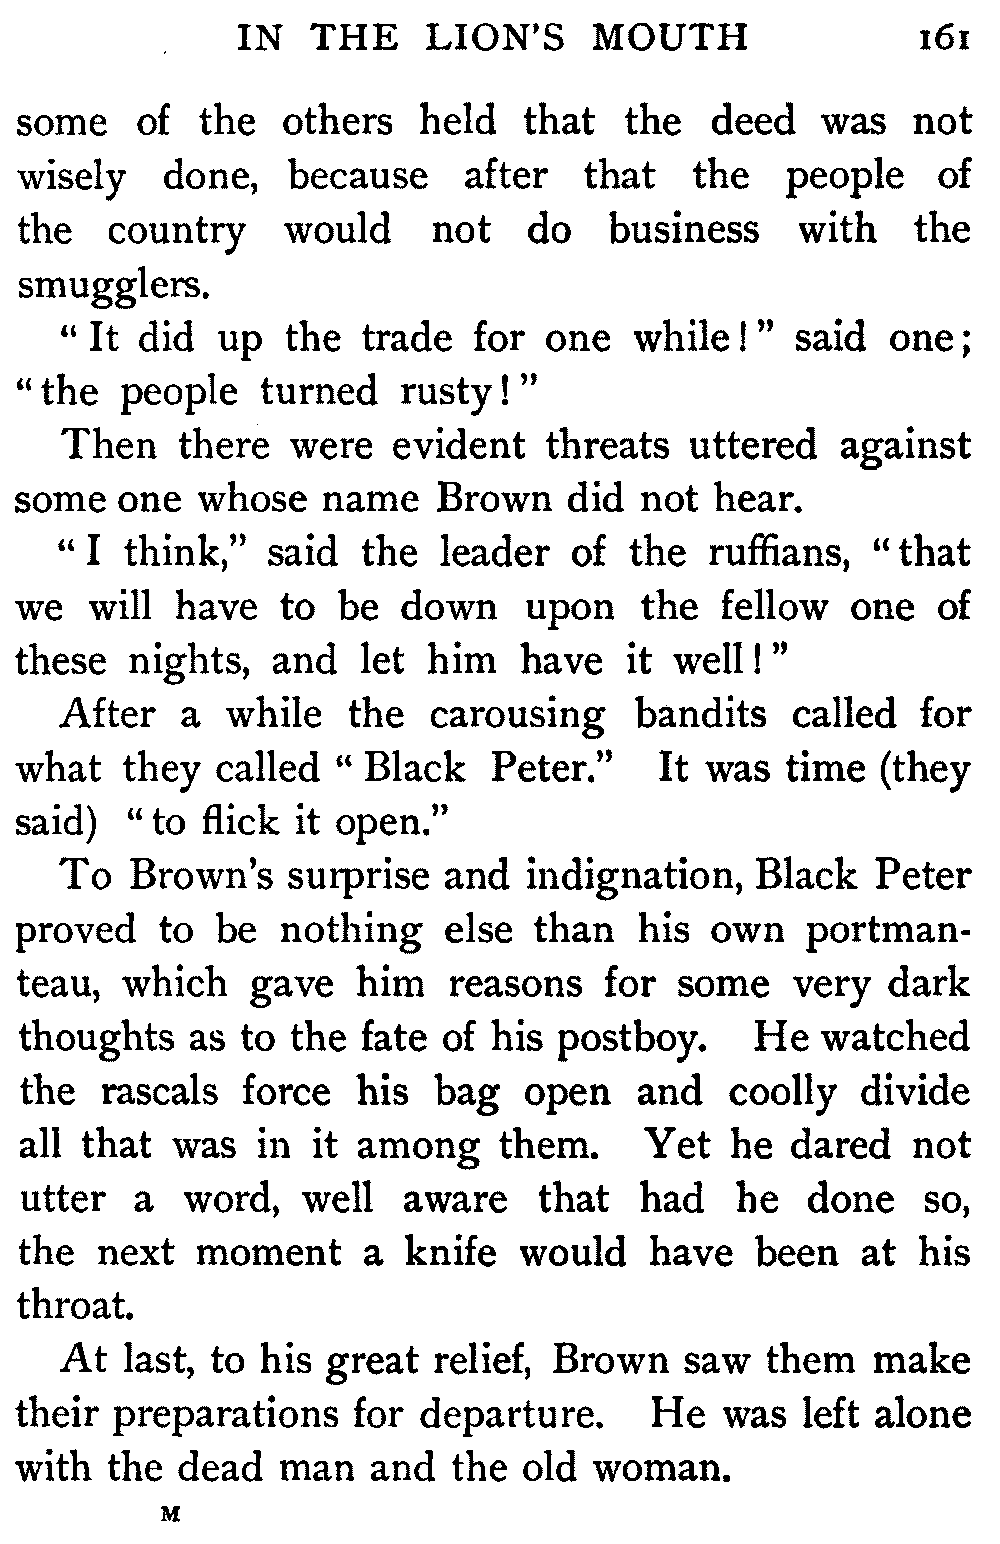 IN THE LION'S MOUTH 161
some of the others held that the deed was not
wisely done, because after that the people of
the country would not do business with the
smugglers.
“It did up the trade for one while!” said one;
“the people turned rusty!”
Then there were evident threats uttered against
some one whose name Brown did not hear.
“I think,” said the leader of the ruffians, “that
we will have to be down upon the fellow one of
these nights, and let him have it well!”
After a while the carousing bandits called for
what they called “Black Peter.” It was time (they
said) “to flick it open.”
To Brown's surprise and indignation, Black Peter
proved to be nothing else than his own portman-
teau, which gave him reasons for some very dark
thoughts as to the fate of his postboy. He watched
the rascals force his bag open and coolly divide
all that was in it among them. Yet he dared not
utter a word, well aware that had he done so,
the next moment a knife would have been at his
throat.
At last, to his great relief, Brown saw them make
their preparations for departure. He was left alone
with the dead man and the old woman.
M